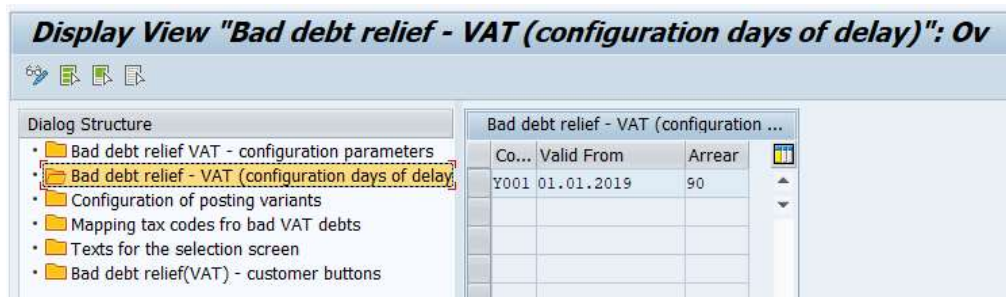 Display View "Bad debt relief - VAT (configuration days of delay)": Ov
Dialog Structure
Bad debt relief VAT - configuration parameters
Bad debt relief - VAT (configuration days of delay
Configuration of posting variants
Mapping tax codes fro bad VAT debts
Texts for the selection screen
Bad debt relief(VAT) - customer buttons
Bad debt relief - VAT (configuration ...
Co... Valid From Arrear
Y001 01.01.2019 90